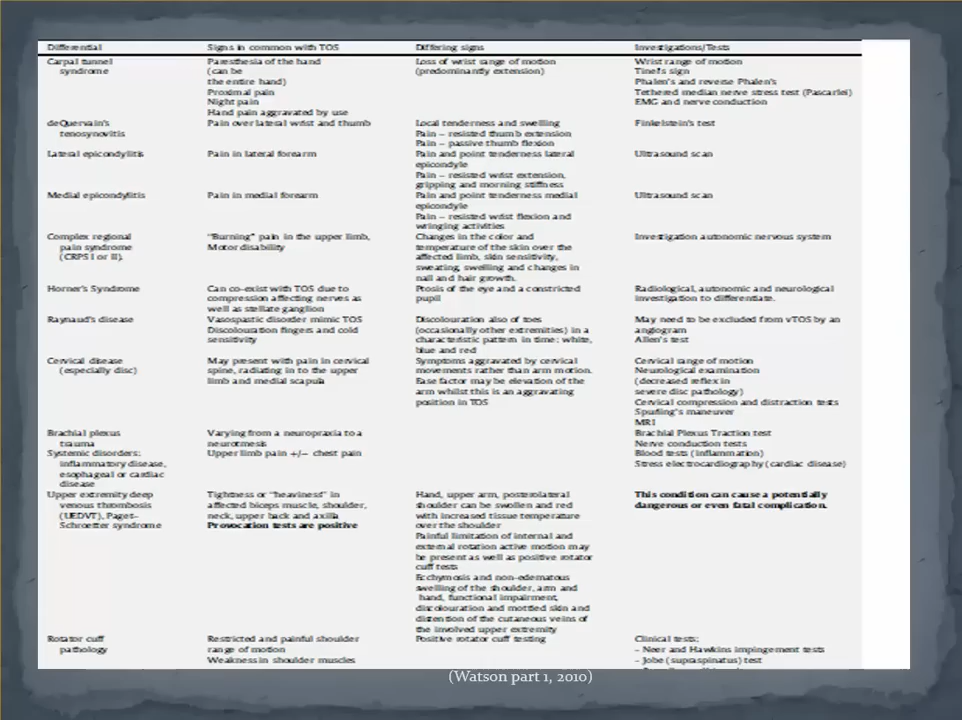 Differential Signs in common with TOS Differing signs Investigations/Tests
Carpal tunnel Paresthesia of the hand Loss of wrist range of motion Wrist range of motion
syndrome (can be (predominantly extension) Tinel's sign
the entire hand) Phalen's and reverse Phalen's
Proximal pain Tethered median nerve stress test (Pascarlei)
Night pain EMG and nerve conduction
Hand pain aggravated by use
deQuervain's Pain over lateral wrist and thumb Local tenderness and swelling Finkelstein's test
tenosynovitis Pain – resisted thumb extension
Pain – passive thumb flexion
Lateral epicondylitis Pain in lateral forearm Pain and point tenderness lateral Ultrasound scan
epicondyle
Pain – resisted wrist extension,
gripping and morning stiffness
Medial epicondylitis Pain in medial forearm Pain and point tenderness medial Ultrasound scan
epicondyle
Pain – resisted wrist flexion and
wringing activities
Complex regional "Burning" pain in the upper limb, Changes in the color and Investigation autonomic nervous system
pain syndrome Motor disability temperature of the skin over the
(CRPS I or II). affected limb, skin sensitivity,
sweating, swelling and changes in
nail and hair growth.
Horner's Syndrome Can co-exist with TOS due to Ptosis of the eye and a constricted Radiological, autonomic and neurological
compression affecting nerves as pupil investigation to differentiate.
well as stellate ganglion
Raynaud's disease Vasospastic disorder mimic TOS Discolouration also of toes May need to be excluded from vTOS by an
Discolouration fingers and cold (occasionally other extremities) in a angiogram
sensitivity characteristic pattern in time: white, Allen's test
blue and red
Cervical disease May present with pain in cervical Symptoms aggravated by cervical Cervical range of motion
(especially disc) spine, radiating in to the upper movements rather than arm motion. Neurological examination
limb and medial scapula Ease factor may be elevation of the (decreased reflex in
arm whilst this is an aggravating severe disc pathology)
position in TOS Cervical compression and distraction tests
Spurling's maneuver
MRI
Brachial plexus Varying from a neuropraxia to a Brachial Plexus Traction test
trauma neurotmesis Nerve conduction tests
Systemic disorders: Upper limb pain +/– chest pain Blood tests (inflammation)
inflammatory disease, Stress electrocardiography (cardiac disease)
esophageal or cardiac
disease
Upper extremity deep Tightness or "heaviness" in Hand, upper arm, posterolateral This condition can cause a potentially
venous thrombosis affected biceps muscle, shoulder, shoulder can be swollen and red dangerous or even fatal complication.
(UEDVT), Paget– neck, upper back and axilla with increased tissue temperature
Schroetter syndrome Provocation tests are positive over the shoulder
Painful limitation of internal and
external rotation active motion may
be present as well as positive rotator
cuff tests
Ecchymosis and non-edematous
swelling of the shoulder, arm and
hand, functional impairment,
discolouration and mottled skin and
distention of the cutaneous veins of
the involved upper extremity
Rotator cuff Restricted and painful shoulder Positive rotator cuff testing Clinical tests:
pathology range of motion – Neer and Hawkins impingement tests
Weakness in shoulder muscles – Jobe (supraspinatus) test
(Watson part 1, 2010)